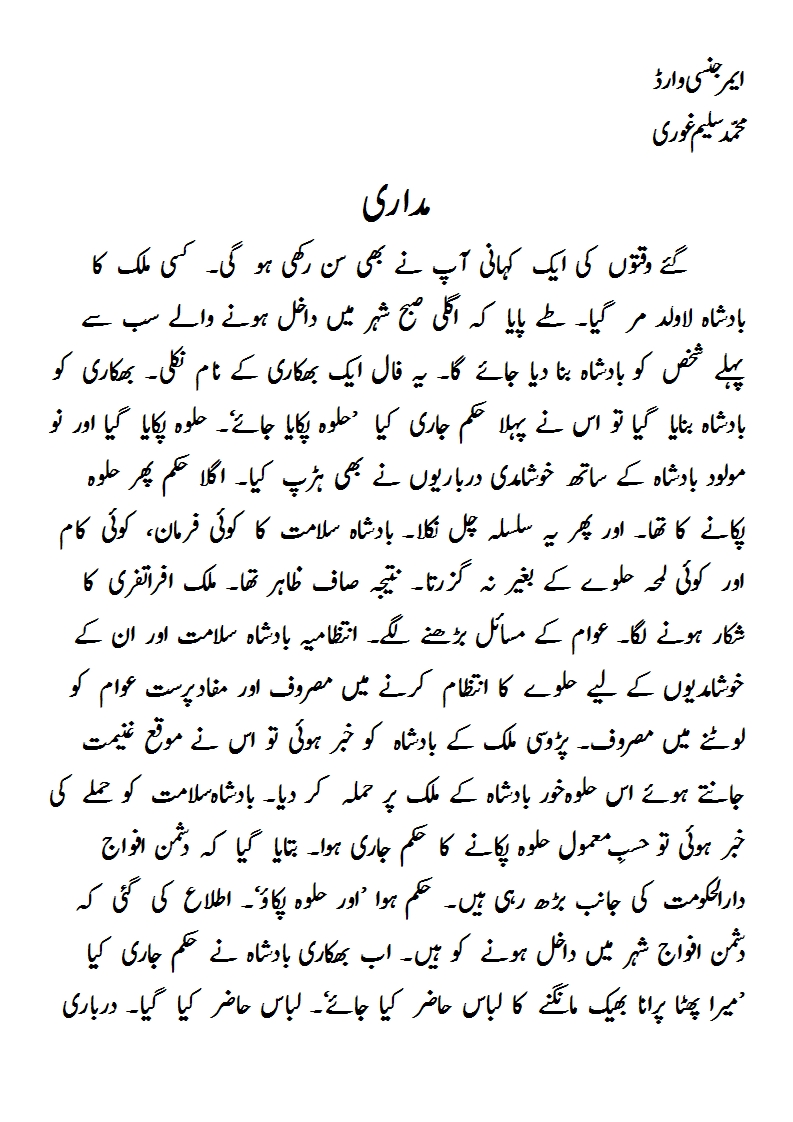 ایمرجنسی وارڈ
محمّد سلیم غوری
مداری
گئے وقتوں کی ایک کہانی آپ نے بھی سن رکھی ہو گی۔ کسی ملک کا
بادشاہ لاولد مر گیا۔ طے پایا کہ اگلی صبح شہر میں داخل ہونے والے سب سے
پہلے شخص کو بادشاہ بنا دیا جائے گا۔ یہ فال ایک بھکاری کے نام نکلی۔ بھکاری کو
بادشاہ بنایا گیا تو اس نے پہلا حکم جاری کیا ’حلوہ پکایا جائے‘۔ حلوہ پکایا گیا اور نو
مولود بادشاہ کے ساتھ خوشامدی درباریوں نے بھی ہڑپ کیا۔ اگلا حکم پھر حلوہ
پکانے کا تھا۔ اور پھر یہ سلسلہ چل نکلا۔ بادشاہ سلامت کا کوئی فرمان، کوئی کام
اور کوئی لمحہ حلوے کے بغیر نہ گزرتا۔ نتیجہ صاف ظاہر تھا۔ ملک افراتفری کا
شکار ہونے لگا۔ عوام کے مسائل بڑھنے لگے۔ انتظامیہ بادشاہ سلامت اور ان کے
خوشامدیوں کے لیے حلوے کا انتظام کرنے میں مصروف اور مفادپرست عوام کو
لوٹنے میں مصروف۔ پڑوسی ملک کے بادشاہ کو خبر ہوئی تو اس نے موقع غنیمت
جانتے ہوئے اس حلوہ‌خور بادشاہ کے ملک پر حملہ کر دیا۔ بادشاہ‌سلامت کو حملے کی
خبر ہوئی تو حسبِ‌معمول حلوہ پکانے کا حکم جاری ہوا۔ بتایا گیا کہ دشمن افواج
دارالحکومت کی جانب بڑھ رہی ہیں۔ حکم ہوا ’اور حلوہ پکاؤ‘۔ اطلاع کی گئی کہ
دشمن افواج شہر میں داخل ہونے کو ہیں۔ اب بھکاری بادشاہ نے حکم جاری کیا
’میرا پھٹا پرانا بھیک مانگنے کا لباس حاضر کیا جائے‘۔ لباس حاضر کیا گیا۔ درباری